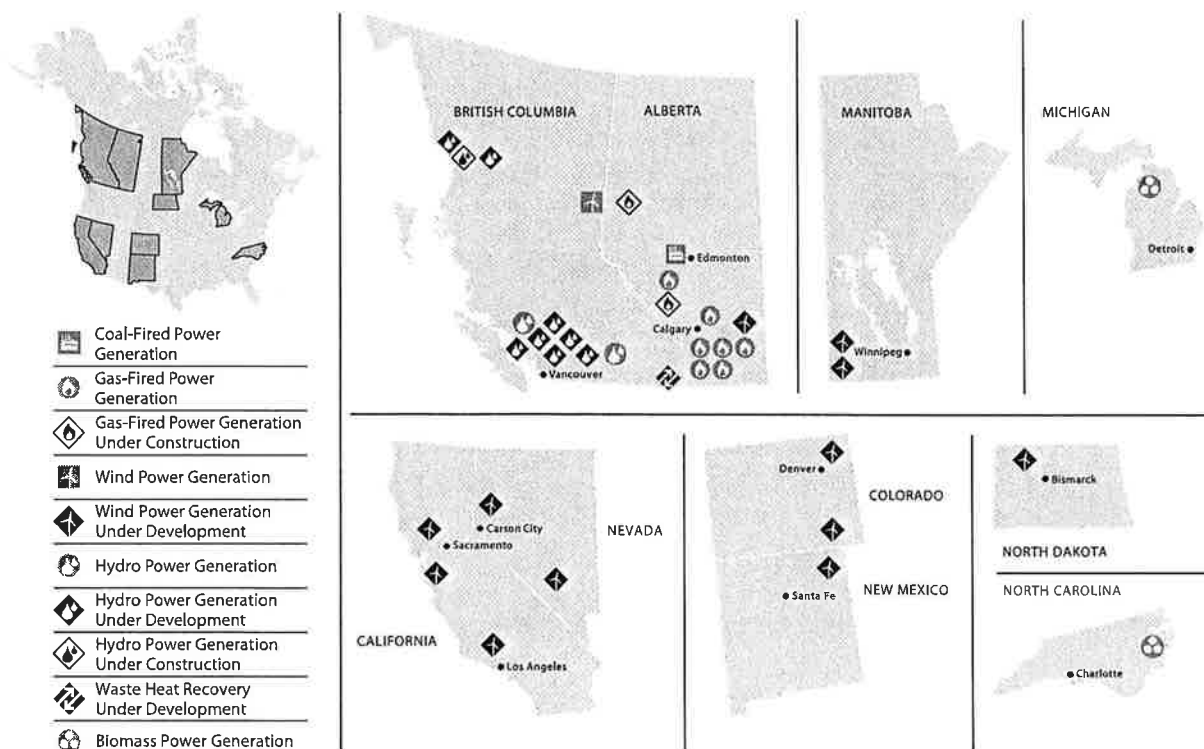 BRITISH COLUMBIA
ALBERTA
Edmonton
Calgary
Vancouver
MANITOBA
Winnipeg
MICHIGAN
Detroit
Coal-Fired Power
Generation
Gas-Fired Power
Generation
Gas-Fired Power Generation
Under Construction
Wind Power Generation
Wind Power Generation
Under Development
Hydro Power Generation
Hydro Power Generation
Under Development
Hydro Power Generation
Under Construction
Waste Heat Recovery
Under Development
Biomass Power Generation
Carson City
Sacramento
NEVADA
CALIFORNIA
Los Angeles
Denver
COLORADO
Santa Fe
NEW MEXICO
Bismarck
NORTH DAKOTA
NORTH CAROLINA
Charlotte